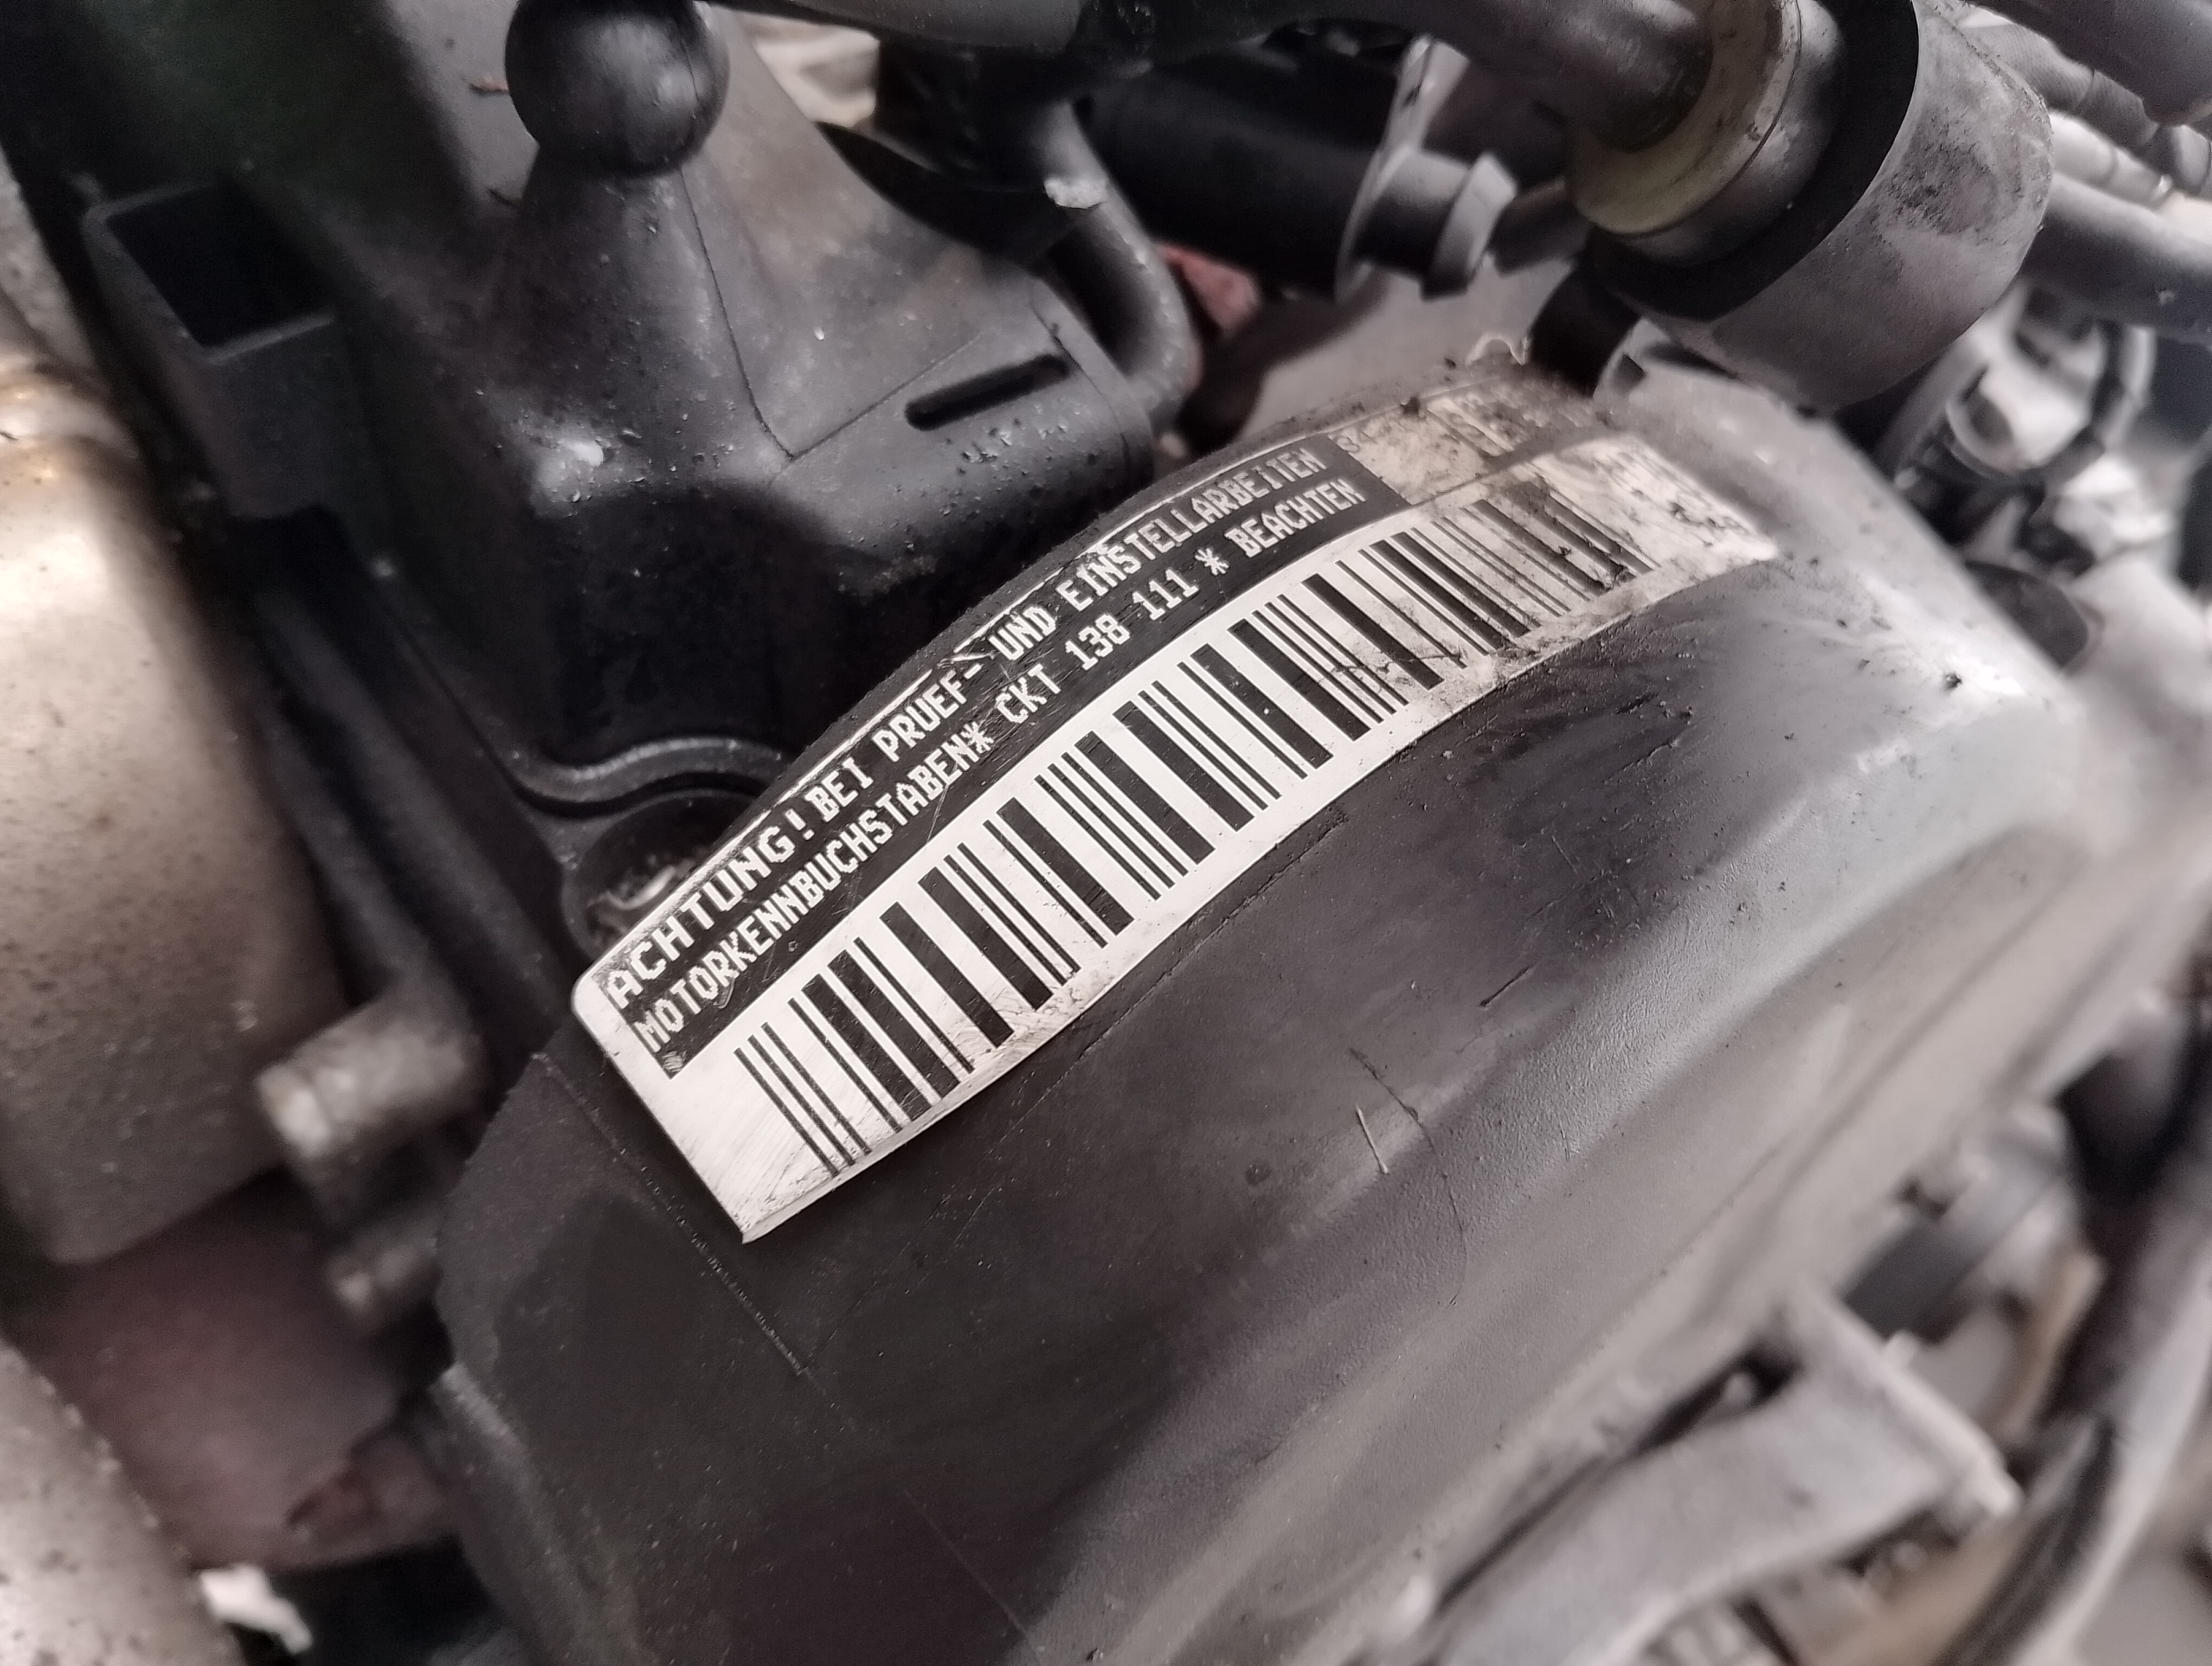 ACHTUNG! BEI PRUEF- UND EINSTELLARBEITEN
MOTORKENNBUCHSTABEN* CKT 138 111 * BEACHTEN